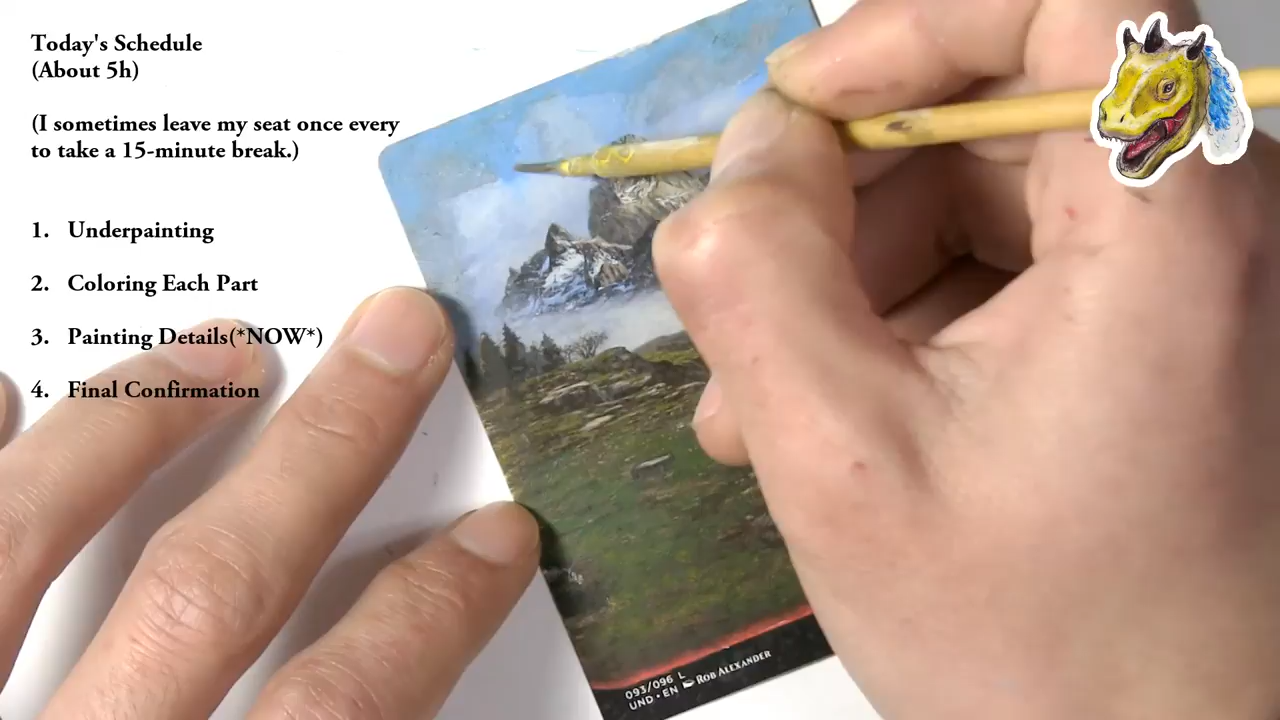 Today's Schedule
(About 5h)
(I sometimes leave my seat once every
to take a 15-minute break.)
1. Underpainting
2. Coloring Each Part
3. Painting Details(*NOW*)
4. Final Confirmation
093/096 L
UND • EN Rob Alexander